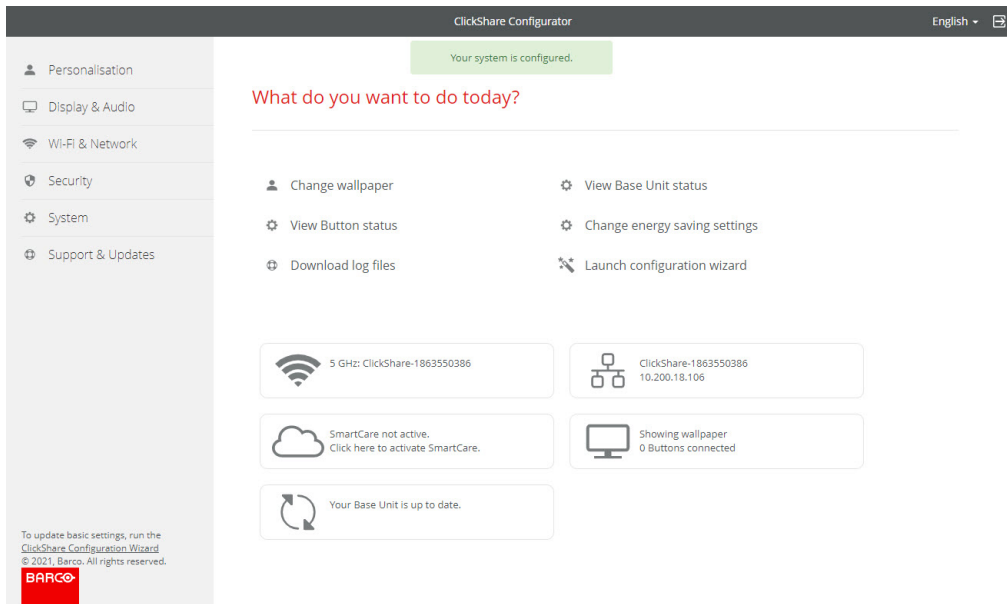 ClickShare Configurator
English
Your system is configured.
Personalisation
DIsplay & Audio
Wi-Fi & Network
Security
System
Support & Updates
What do you want to do today?
Change wallpaper
View Base Unit status
View Button status
Change energy saving settings
Download log files
Launch configuration wizard
5 GHz: ClickShare-1863550386
ClickShare-1863550386
10.200.18.106
SmartCare not active.
Click here to activate SmartCare.
Showing wallpaper
0 Buttons connected
Your Base Unit is up to date.
To update basic settings, run the
ClickShare Configuration Wizard
© 2021, Barco. All rights reserved.
BARCO